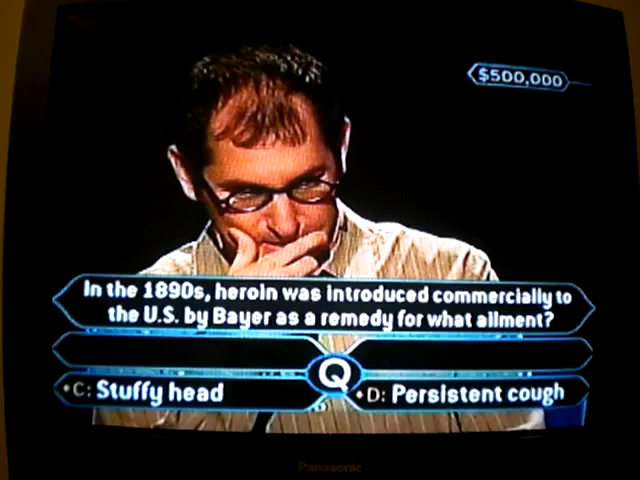 $500,000
In the 1890s, heroin was introduced commercially to
the U.S. by Bayer as a remedy for what ailment?
Q
•C: Stuffy head
•D: Persistent cough
Panasonic